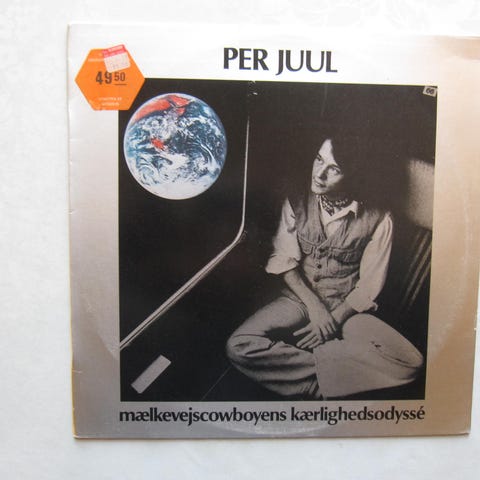 PER JUUL
49 50
mælkevejscowboyens kærlighedsodyssé